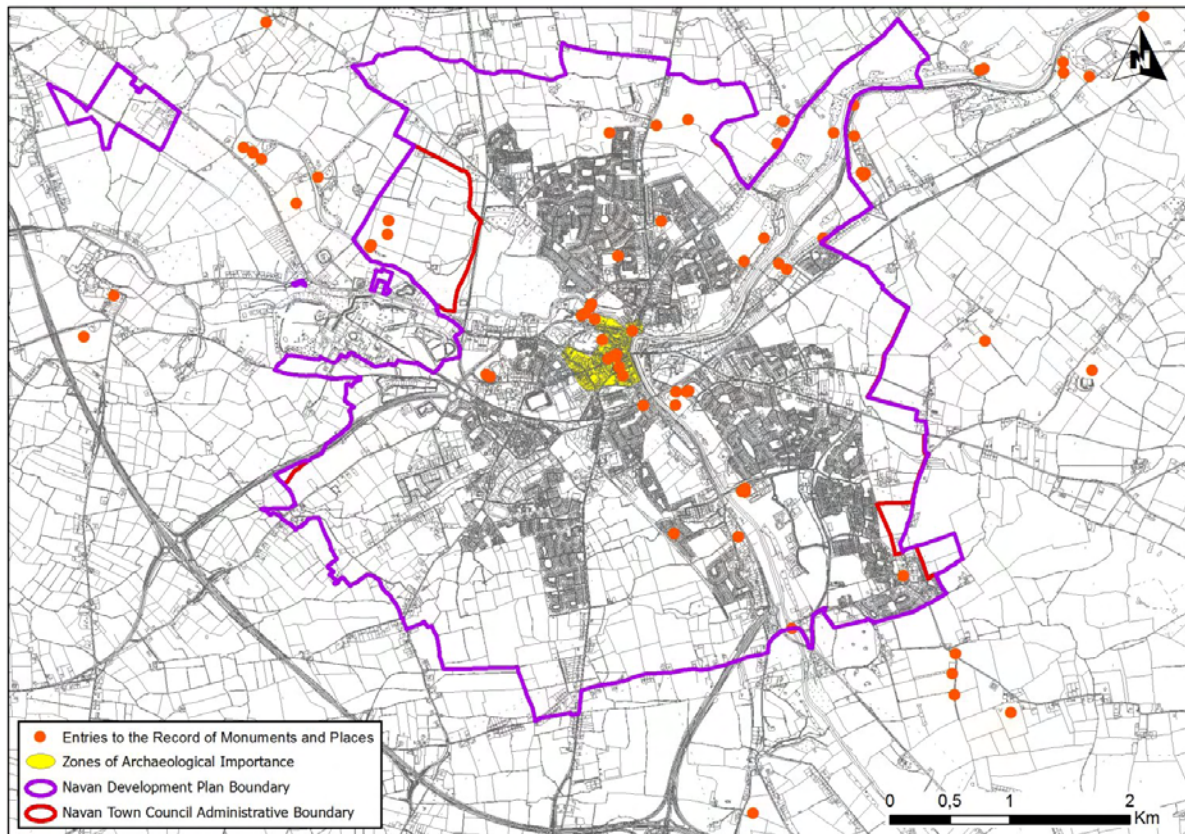 N
Entries to the Record of Monuments and Places
Zones of Archaeological Importance
Navan Development Plan Boundary
Navan Town Council Administrative Boundary
0 0,5 1 2
Km